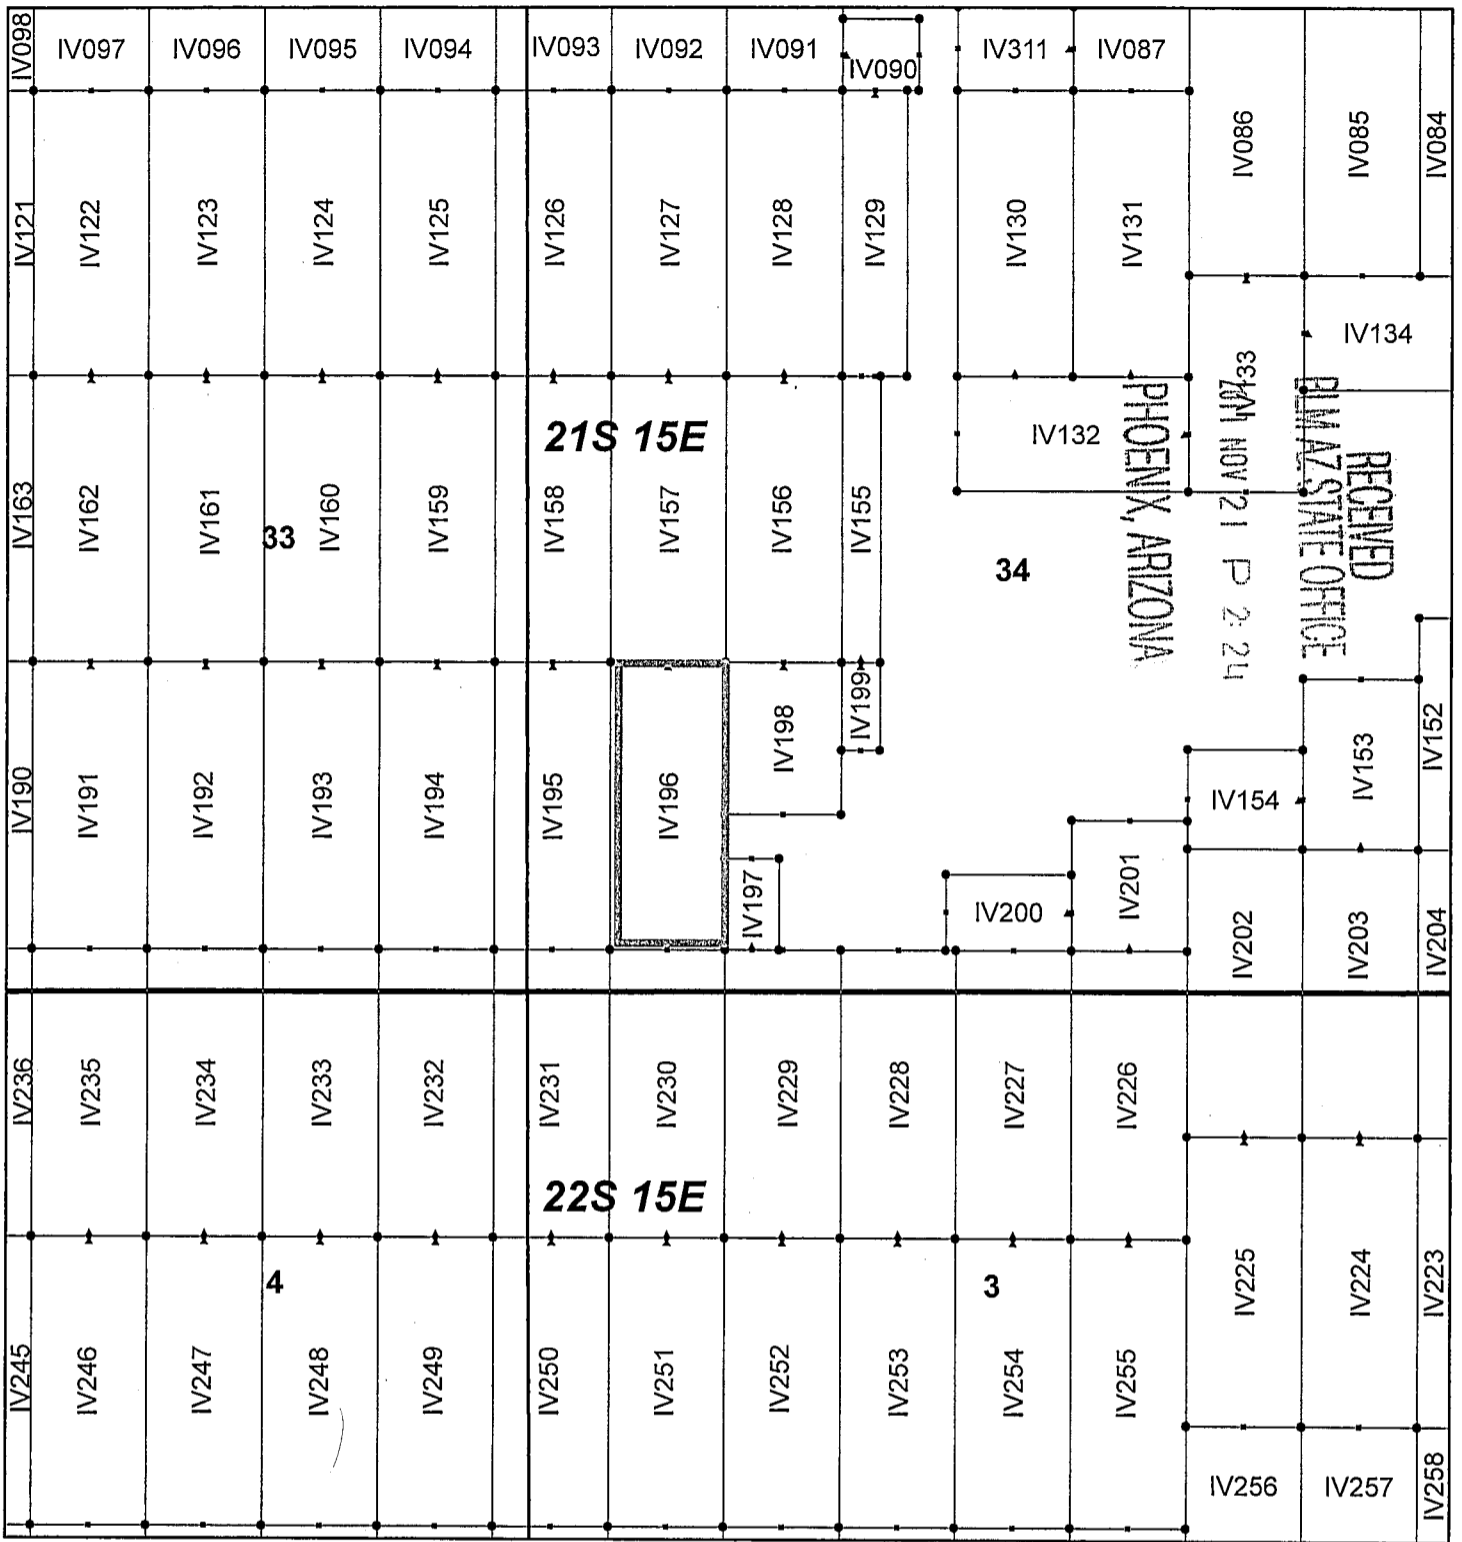 IV098 IV097 IV096 IV095 IV094 IV093 IV092 IV091 IV090 IV311 IV087
IV086 IV085 IV084
IV121 IV122 IV123 IV124 IV125 IV126 IV127 IV128 IV129 IV130 IV131
IV134
21S 15E
IV132
IV163 IV162 IV161 33 IV160 IV159 IV158 IV157 IV156 IV155
34
RECEIVED
BLM AZ STATE OFFICE
NOV 21 P 2:24
PHOENIX, ARIZONA
IV190 IV191 IV192 IV193 IV194 IV195 IV196 IV198 IV199
IV154 IV153 IV152
IV197 IV200 IV201 IV202 IV203 IV204
IV236 IV235 IV234 IV233 IV232 IV231 IV230 IV229 IV228 IV227 IV226
22S 15E
4
3
IV225 IV224 IV223
IV245 IV246 IV247 IV248 IV249 IV250 IV251 IV252 IV253 IV254 IV255
IV256 IV257 IV258